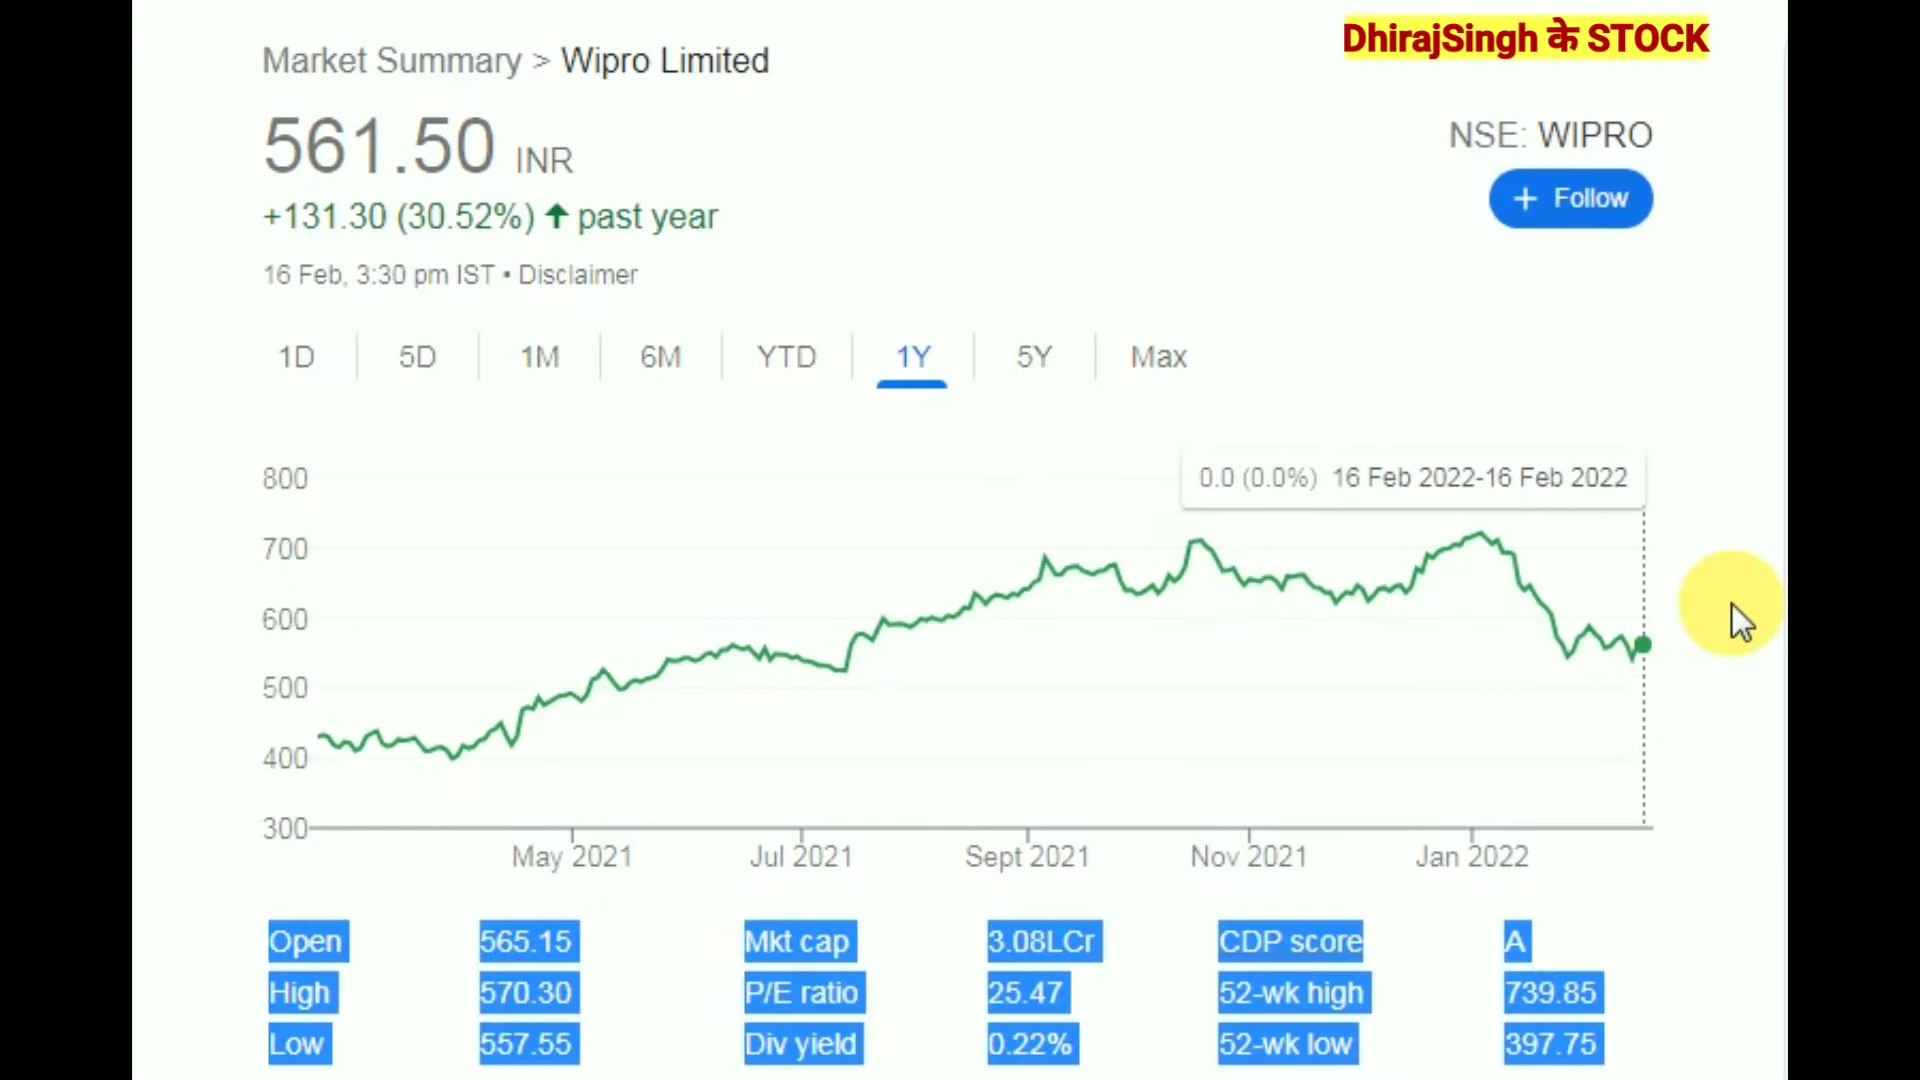 DhirajSingh के STOCK
Market Summary > Wipro Limited
561.50 INR
NSE: WIPRO
+ Follow
+131.30 (30.52%) ↑ past year
16 Feb, 3:30 pm IST • Disclaimer
1D 5D 1M 6M YTD 1Y 5Y Max
0.0 (0.0%) 16 Feb 2022-16 Feb 2022
800
700
600
500
400
300
May 2021 Jul 2021 Sept 2021 Nov 2021 Jan 2022
Open 565.15 Mkt cap 3.08LCr CDP score A
High 570.30 P/E ratio 25.47 52-wk high 739.85
Low 557.55 Div yield 0.22% 52-wk low 397.75